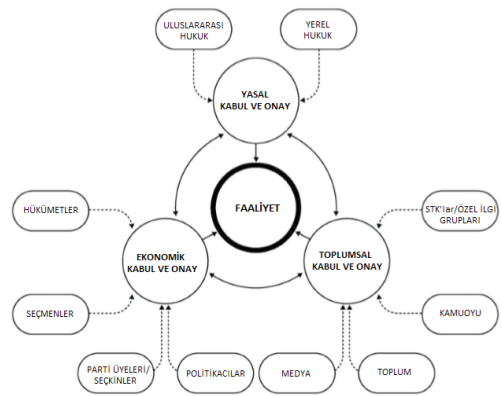 ULUSLARARASI
HUKUK
YEREL
HUKUK
YASAL
KABUL VE ONAY
FAALİYET
HÜKÜMETLER
STK'lar/ÖZEL İLGİ
GRUPLARI
EKONOMİK
KABUL VE ONAY
TOPLUMSAL
KABUL VE ONAY
SEÇMENLER
KAMUOYU
PARTİ ÜYELERİ/
SEÇKİNLER
POLİTİKACILAR
MEDYA
TOPLUM